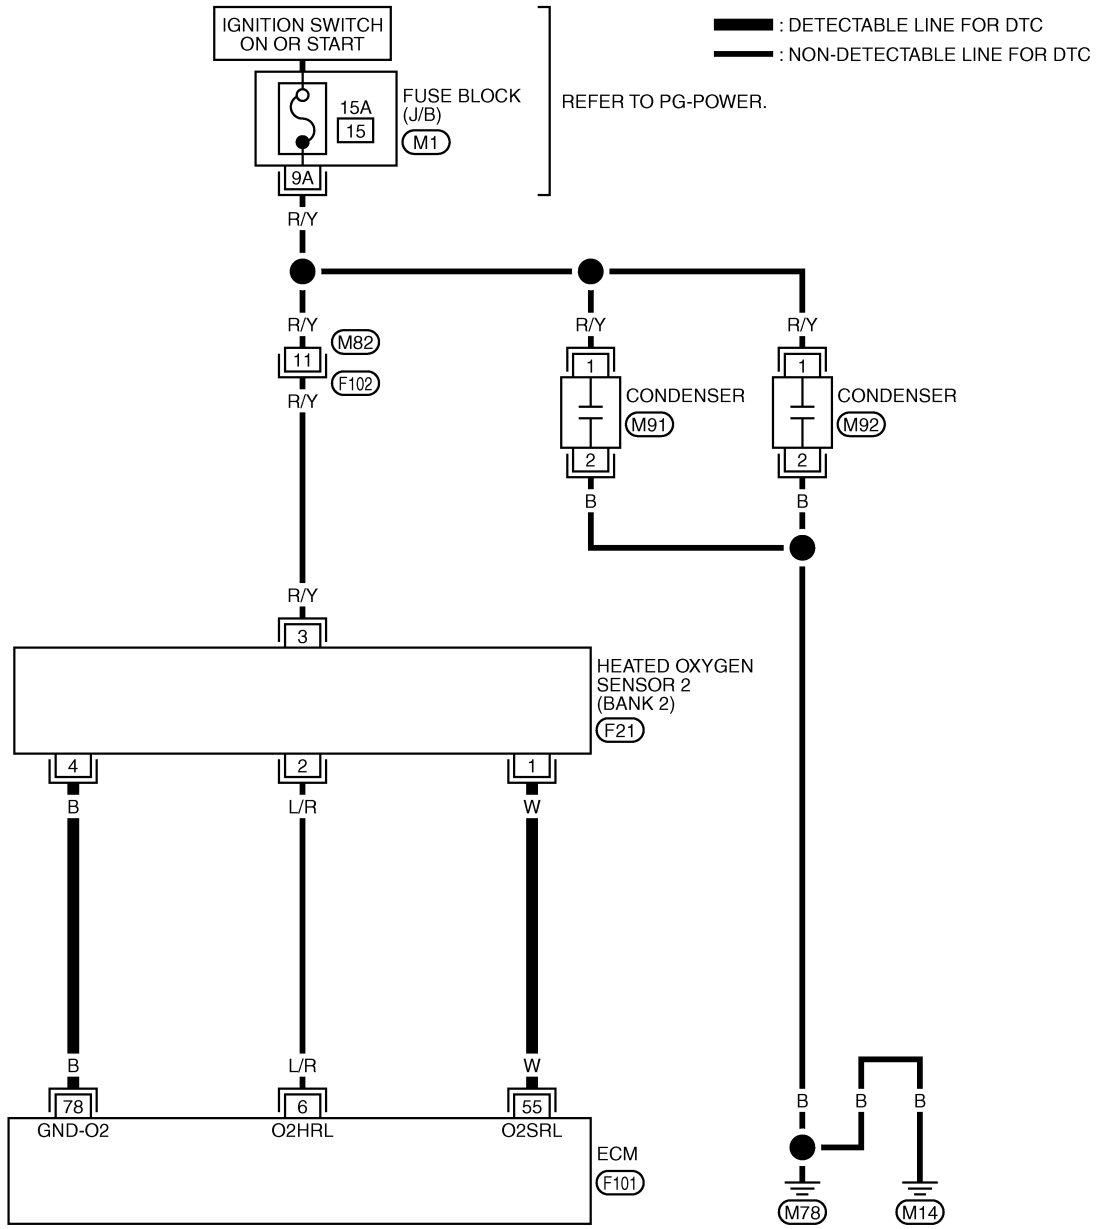 IGNITION SWITCH
ON OR START
: DETECTABLE LINE FOR DTC
: NON-DETECTABLE LINE FOR DTC
FUSE BLOCK
(J/B)
M1
15A
15
REFER TO PG-POWER.
9A
R/Y
R/Y
R/Y
R/Y
M82
11
F102
R/Y
1
1
CONDENSER
M91
CONDENSER
M92
2
2
B
B
R/Y
3
HEATED OXYGEN
SENSOR 2
(BANK 2)
F21
4
2
1
B
L/R
W
B
L/R
W
B
B
B
78
6
55
GND-O2
O2HRL
O2SRL
ECM
F101
M78
M14